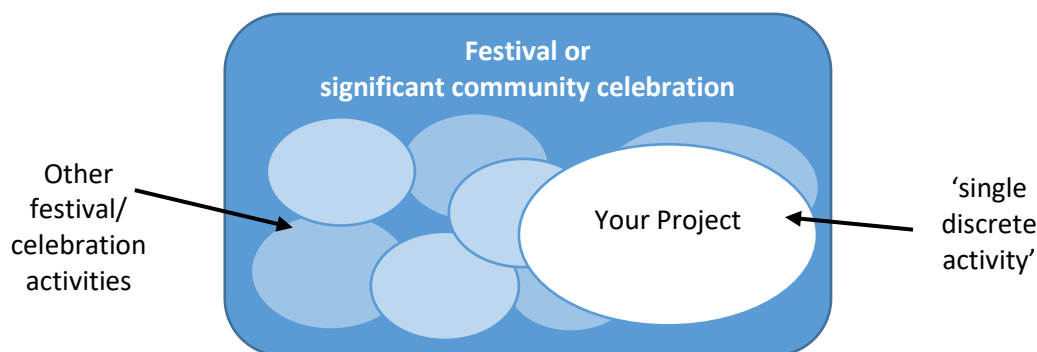 Festival or
significant community celebration
Other
festival/
celebration
activities
Your Project
‘single
discrete
activity’